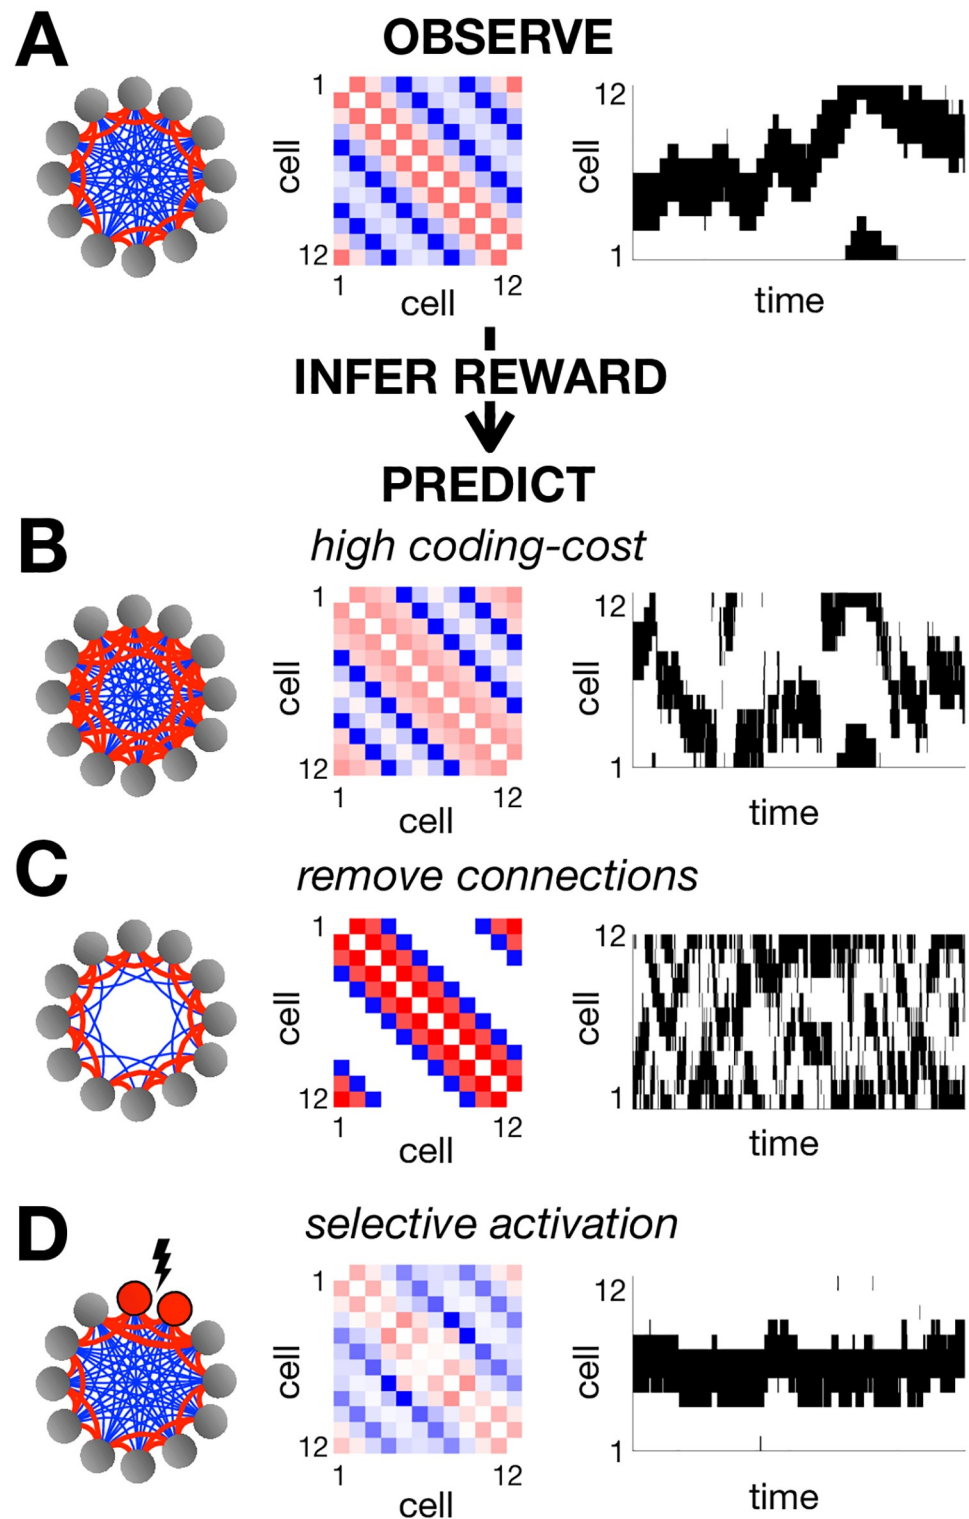 A
OBSERVE
1
12
cell
1
12
cell
12
cell
1
time
INFER REWARD
PREDICT
B
high coding-cost
1
12
cell
1
12
cell
12
cell
1
time
C
remove connections
1
12
cell
1
12
cell
12
cell
1
time
D
selective activation
1
12
cell
1
12
cell
12
cell
1
time